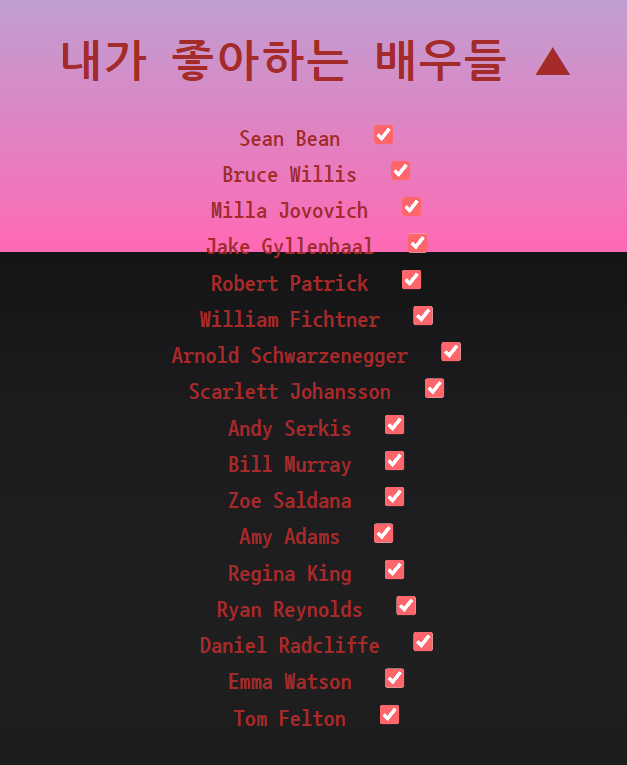 내가 좋아하는 배우들 ▲
Sean Bean
Bruce Willis
Milla Jovovich
Jake Gyllenhaal
Robert Patrick
William Fichtner
Arnold Schwarzenegger
Scarlett Johansson
Andy Serkis
Bill Murray
Zoe Saldana
Amy Adams
Regina King
Ryan Reynolds
Daniel Radcliffe
Emma Watson
Tom Felton